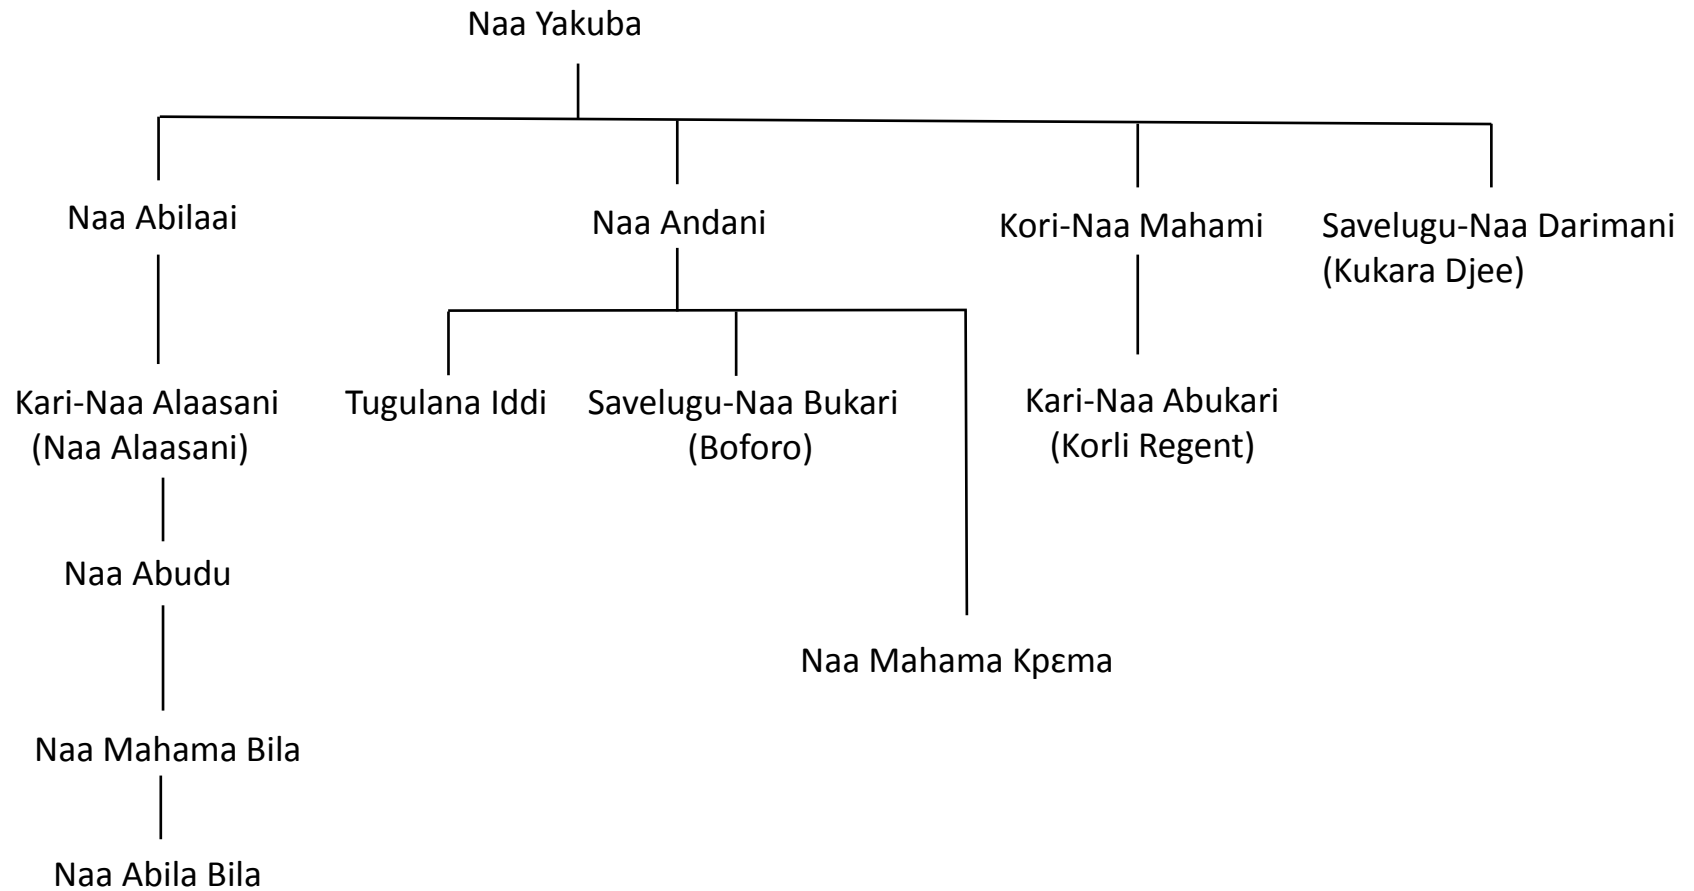 Naa Yakuba
Naa Abilaai
Naa Andani
Kori-Naa Mahami
Savelugu-Naa Darimani
(Kukara Djee)
Kari-Naa Alaasani
(Naa Alaasani)
Tugulana Iddi
Savelugu-Naa Bukari
(Boforo)
Kari-Naa Abukari
(Korli Regent)
Naa Abudu
Naa Mahama Kpɛma
Naa Mahama Bila
Naa Abila Bila